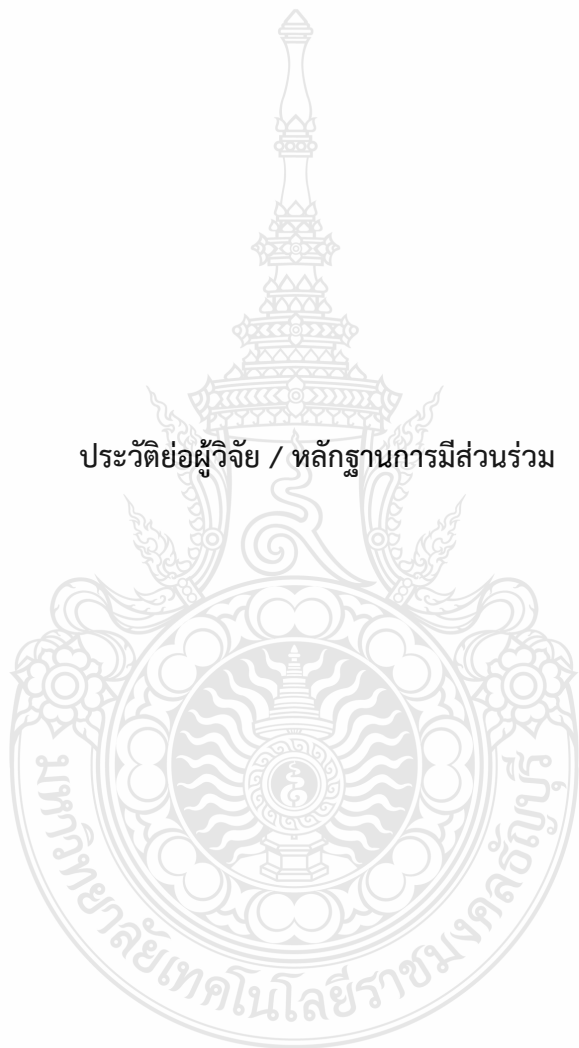 ประวัติย่อผู้วิจัย / หลักฐานการมีส่วนร่วม
มหาวิทยาลัยเทคโนโลยีราชมงคลธัญบุรี